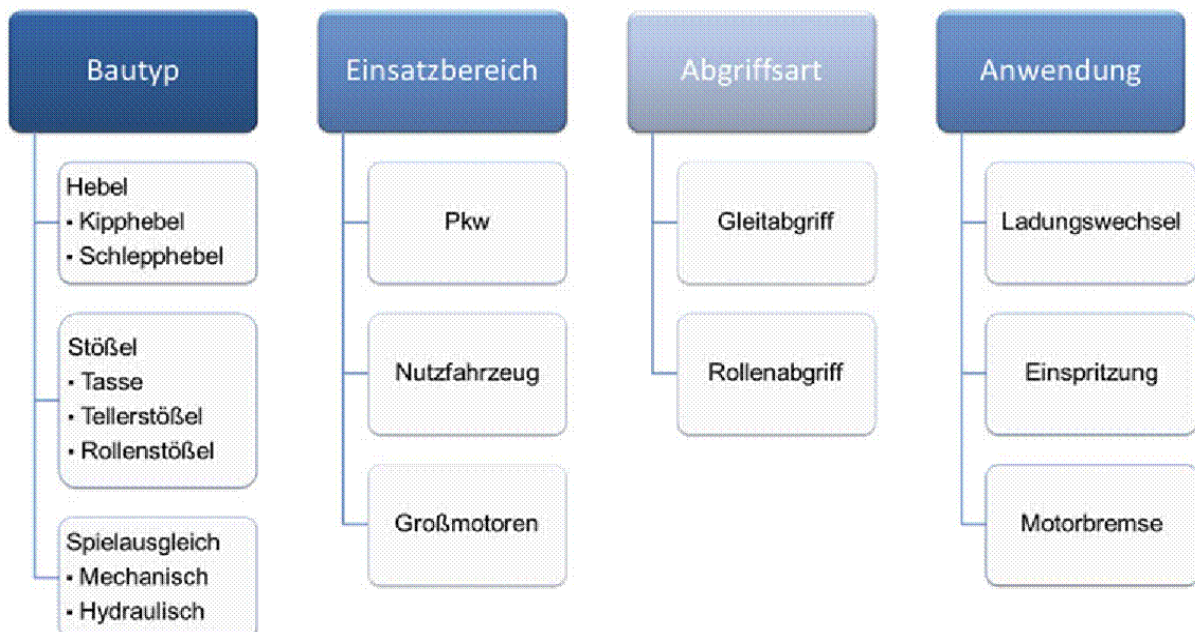 Bautyp
Hebel
▪ Kipphebel
▪ Schlepphebel
Stößel
▪ Tasse
▪ Tellerstößel
▪ Rollenstößel
Spielausgleich
▪ Mechanisch
▪ Hydraulisch
Einsatzbereich
Pkw
Nutzfahrzeug
Großmotoren
Abgriffsart
Gleitabgriff
Rollenabgriff
Anwendung
Ladungswechsel
Einspritzung
Motorbremse